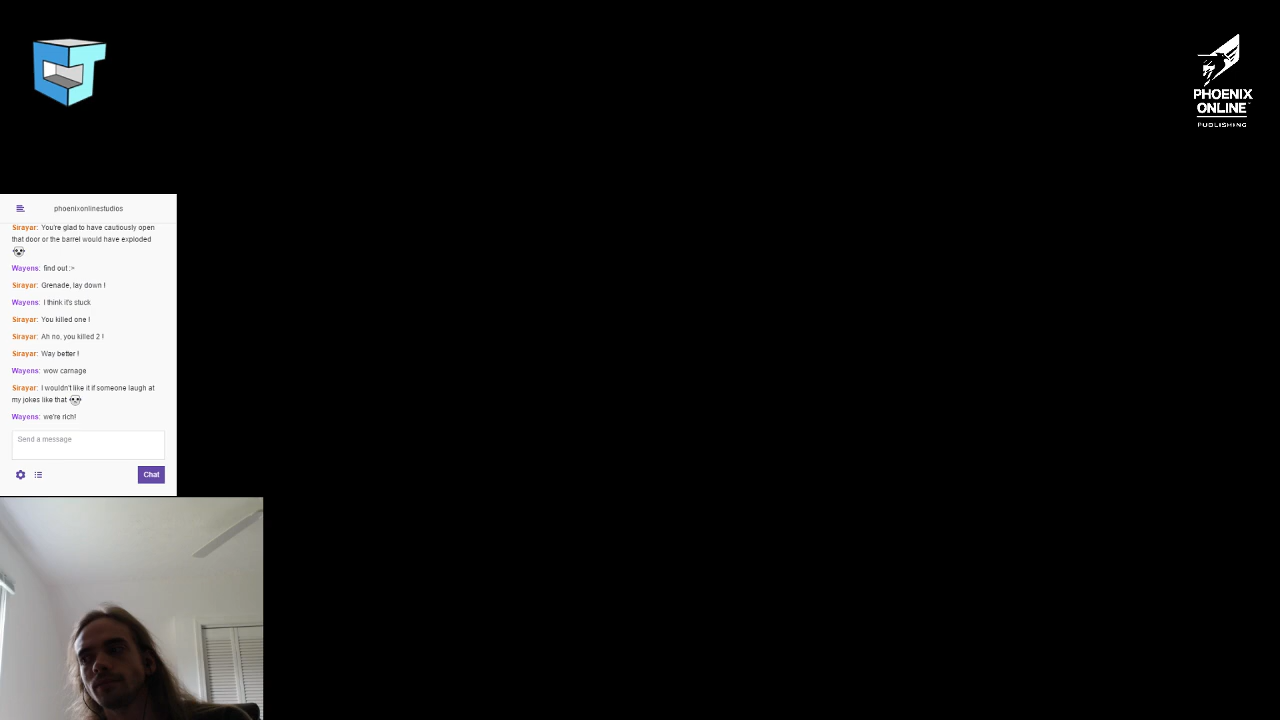 PHOENIX
ONLINE
PUBLISHING
phoenixonlinestudios
Sirayar: You're glad to have cautiously open
that door or the barrel would have exploded
Wayens: find out :>
Sirayar: Grenade, lay down !
Wayens: I think it's stuck
Sirayar: You killed one !
Sirayar: Ah no, you killed 2 !
Sirayar: Way better !
Wayens: wow carnage
Sirayar: I wouldn't like it if someone laugh at
my jokes like that
Wayens: we're rich!
Send a message
Chat